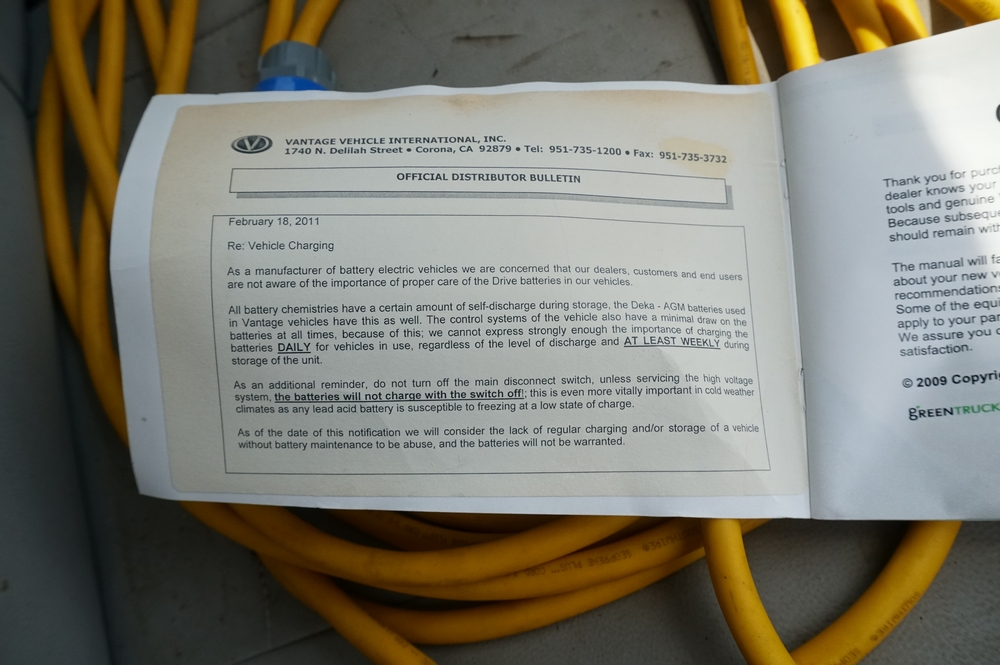 VANTAGE VEHICLE INTERNATIONAL, INC.
1740 N. Delilah Street • Corona, CA 92879 • Tel: 951-735-1200 • Fax: 951-735-3732
OFFICIAL DISTRIBUTOR BULLETIN
February 18, 2011
Re: Vehicle Charging
As a manufacturer of battery electric vehicles we are concerned that our dealers, customers and end users
are not aware of the importance of proper care of the Drive batteries in our vehicles.
All battery chemistries have a certain amount of self-discharge during storage, the Deka - AGM batteries used
in Vantage vehicles have this as well. The control systems of the vehicle also have a minimal draw on the
batteries at all times, because of this; we cannot express strongly enough the importance of charging the
batteries DAILY for vehicles in use, regardless of the level of discharge and AT LEAST WEEKLY during
storage of the unit.
As an additional reminder, do not turn off the main disconnect switch, unless servicing the high voltage
system, the batteries will not charge with the switch off!; this is even more vitally important in cold weather
climates as any lead acid battery is susceptible to freezing at a low state of charge.
As of the date of this notification we will consider the lack of regular charging and/or storage of a vehicle
without battery maintenance to be abuse, and the batteries will not be warranted.
Thank you for purc
dealer knows your
tools and genuine
Because subseque
should remain with
The manual will fa
about your new v
recommendations
Some of the equi
apply to your par
We assure you o
satisfaction.
© 2009 Copyri
GREENTRUCK